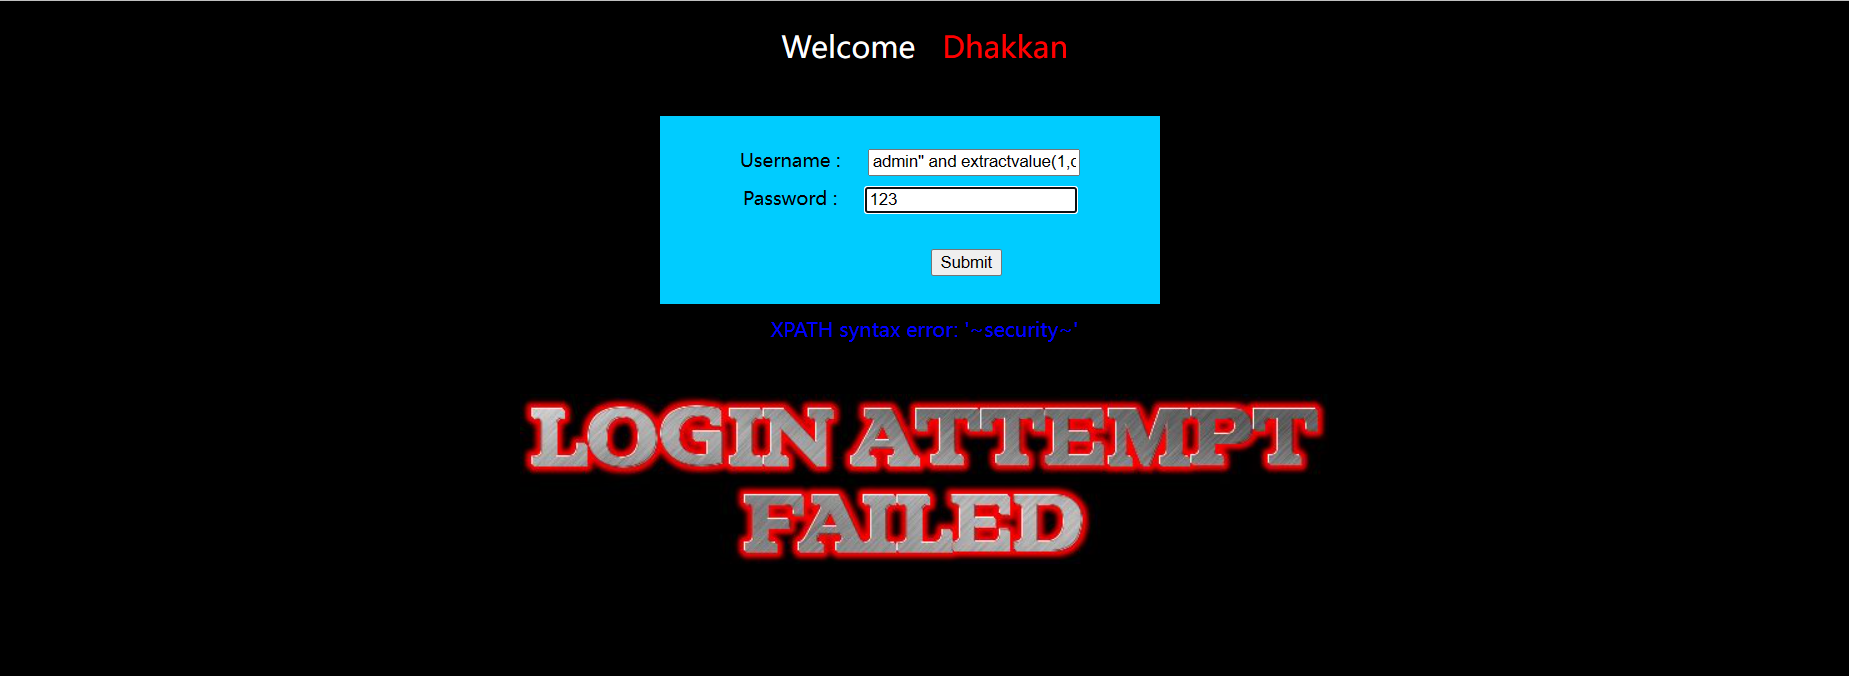 Welcome Dhakkan
Username : admin" and extractvalue(1,c
Password : 123
Submit
XPATH syntax error: '~security~'
LOGIN ATTEMPT
FAILED